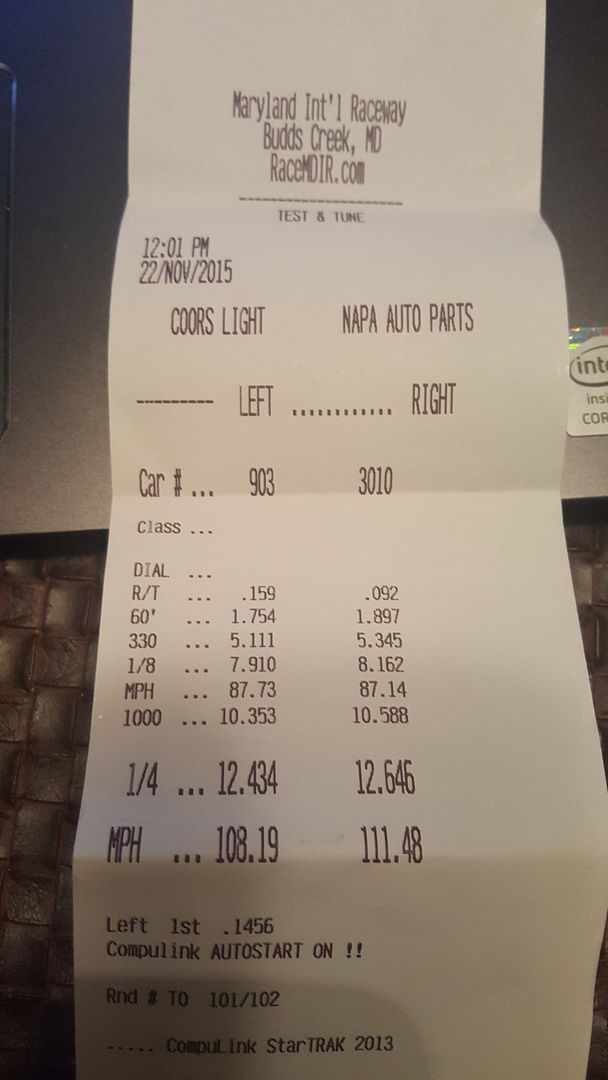 Maryland Int'l Raceway
Budds Creek, MD
RaceMDIR.com
--------------------
TEST & TUNE
12:01 PM
22/NOV/2015
COORS LIGHT NAPA AUTO PARTS
--------- LEFT ............ RIGHT
Car # ... 903 3010
Class ...
DIAL ...
R/T ... .159 .092
60' ... 1.754 1.897
330 ... 5.111 5.345
1/8 ... 7.910 8.162
MPH ... 87.73 87.14
1000 ... 10.353 10.588
1/4 ... 12.434 12.646
MPH ... 108.19 111.48
Left 1st .1456
Compulink AUTOSTART ON !!
Rnd # TO 101/102
..... CompuLink StarTRAK 2013